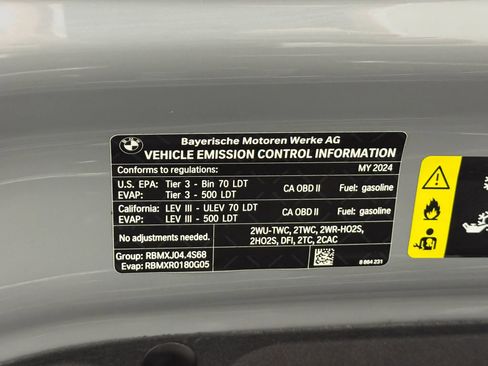 BMW
Bayerische Motoren Werke AG
VEHICLE EMISSION CONTROL INFORMATION
Conforms to regulations: MY 2024
U.S. EPA: Tier 3 - Bin 70 LDT CA OBD II Fuel: gasoline
EVAP: Tier 3 - 500 LDT
California: LEV III - ULEV 70 LDT CA OBD II Fuel: gasoline
EVAP: LEV III - 500 LDT
No adjustments needed. 2WU-TWC, 2TWC, 2WR-HO2S,
2HO2S, DFI, 2TC, 2CAC
Group: RBMXJ04.4S68
Evap: RBMXR0180G05
8 864 231